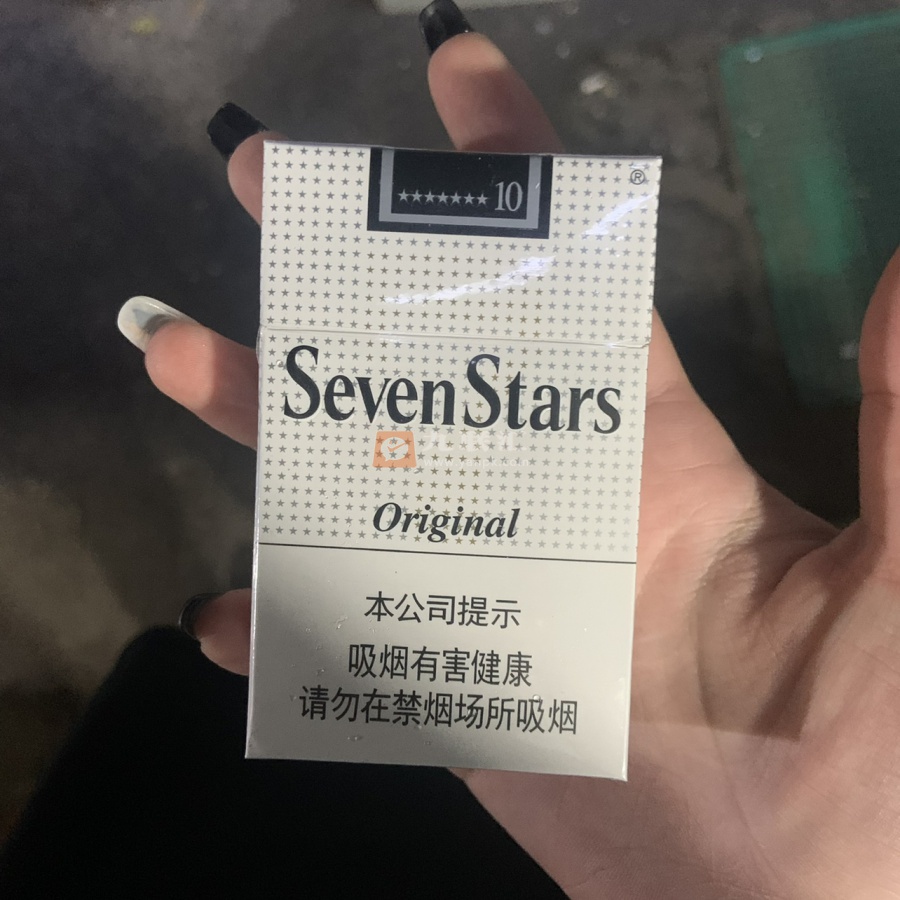 ★★★★★★★ 10
®
Seven Stars
Original
本公司提示
吸烟有害健康
请勿在禁烟场所吸烟